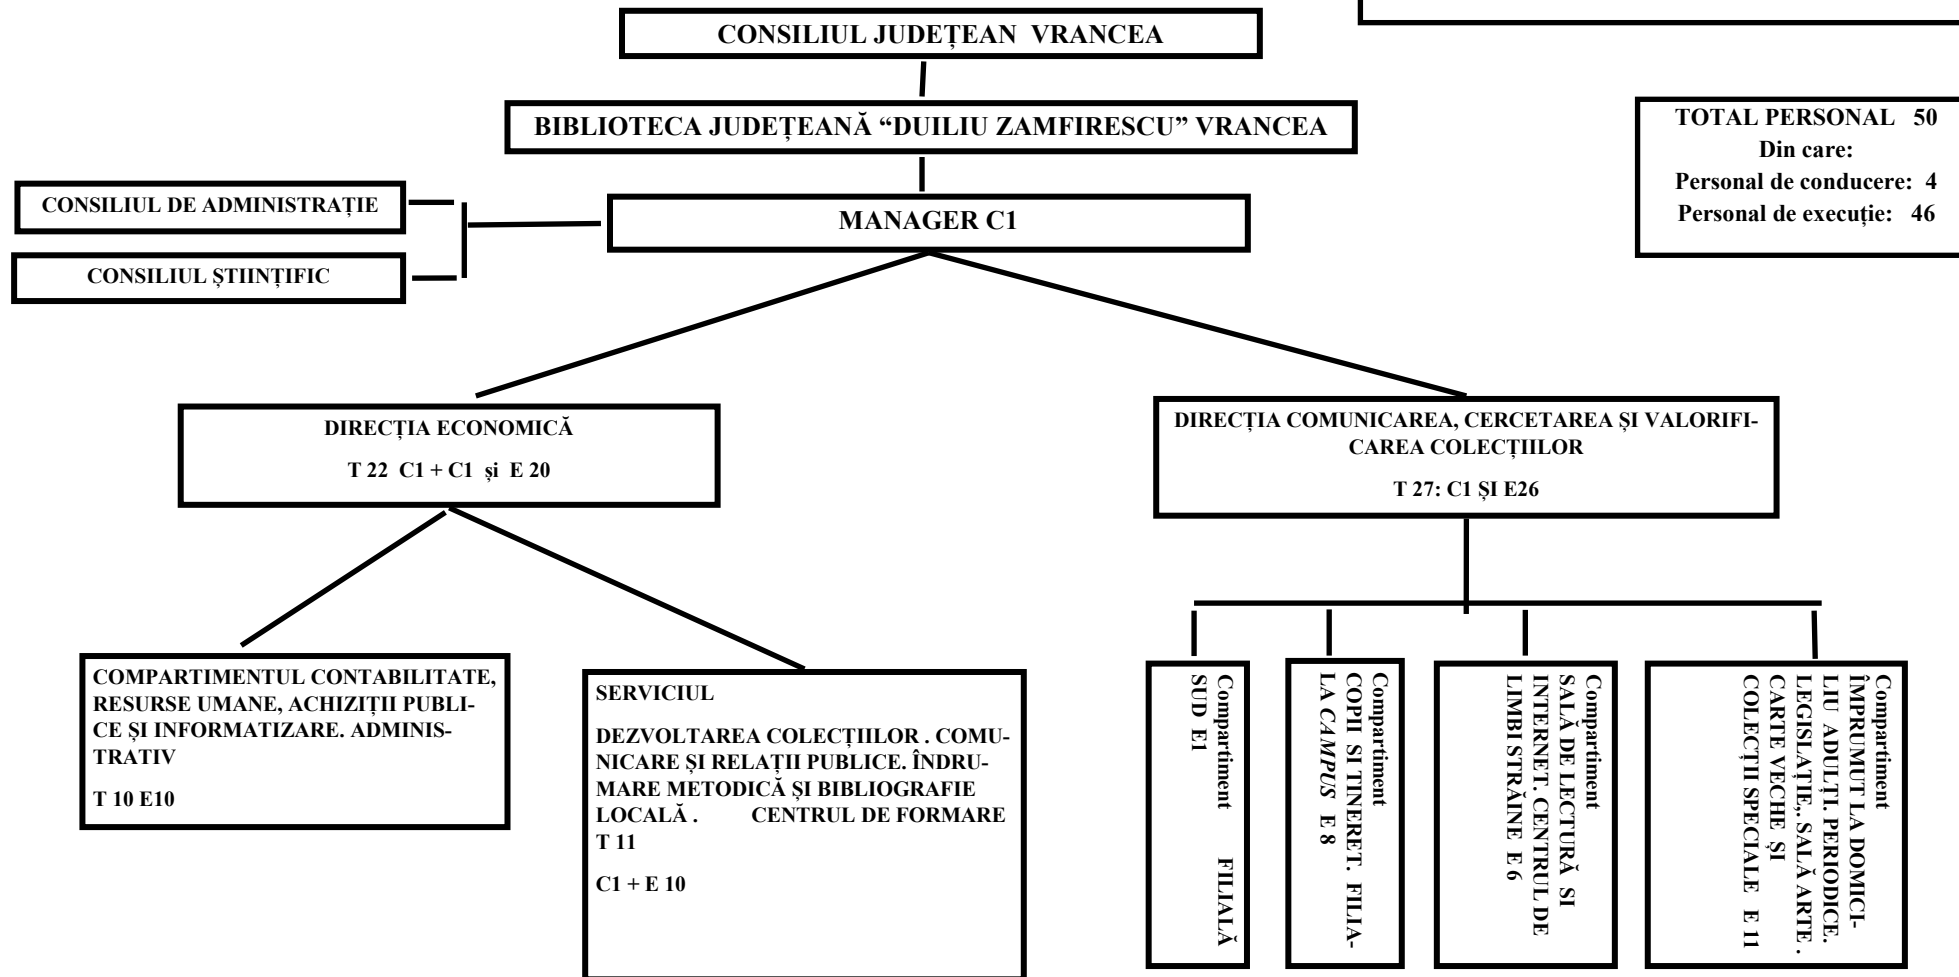 CONSILIUL JUDEȚEAN VRANCEA
BIBLIOTECA JUDEȚEANĂ “DUILIU ZAMFIRESCU” VRANCEA
TOTAL PERSONAL 50
Din care:
Personal de conducere: 4
Personal de execuție: 46
CONSILIUL DE ADMINISTRAȚIE
MANAGER C1
CONSILIUL ȘTIINȚIFIC
DIRECȚIA ECONOMICĂ
T 22 C1 + C1 și E 20
DIRECȚIA COMUNICAREA, CERCETAREA ȘI VALORIFI-
CAREA COLECȚIILOR
T 27: C1 ȘI E26
COMPARTIMENTUL CONTABILITATE,
RESURSE UMANE, ACHIZIȚII PUBLI-
CE ȘI INFORMATIZARE. ADMINIS-
TRATIV
T 10 E10
SERVICIUL
DEZVOLTAREA COLECȚIILOR . COMU-
NICARE ȘI RELAȚII PUBLICE. ÎNDRU-
MARE METODICĂ ȘI BIBLIOGRAFIE
LOCALĂ . CENTRUL DE FORMARE
T 11
C1 + E 10
Compartiment FILIALĂ
SUD E1
Compartiment
COPII SI TINERET. FILIA-
LA CAMPUS E 8
Compartiment
SALĂ DE LECTURĂ SI
INTERNET. CENTRUL DE
LIMBI STRĂINE E 6
Compartiment
ÎMPRUMUT LA DOMICI-
LIU ADULȚI. PERIODICE.
LEGISLAȚIE,. SALĂ ARTE .
CARTE VECHE ȘI
COLECȚII SPECIALE E 11